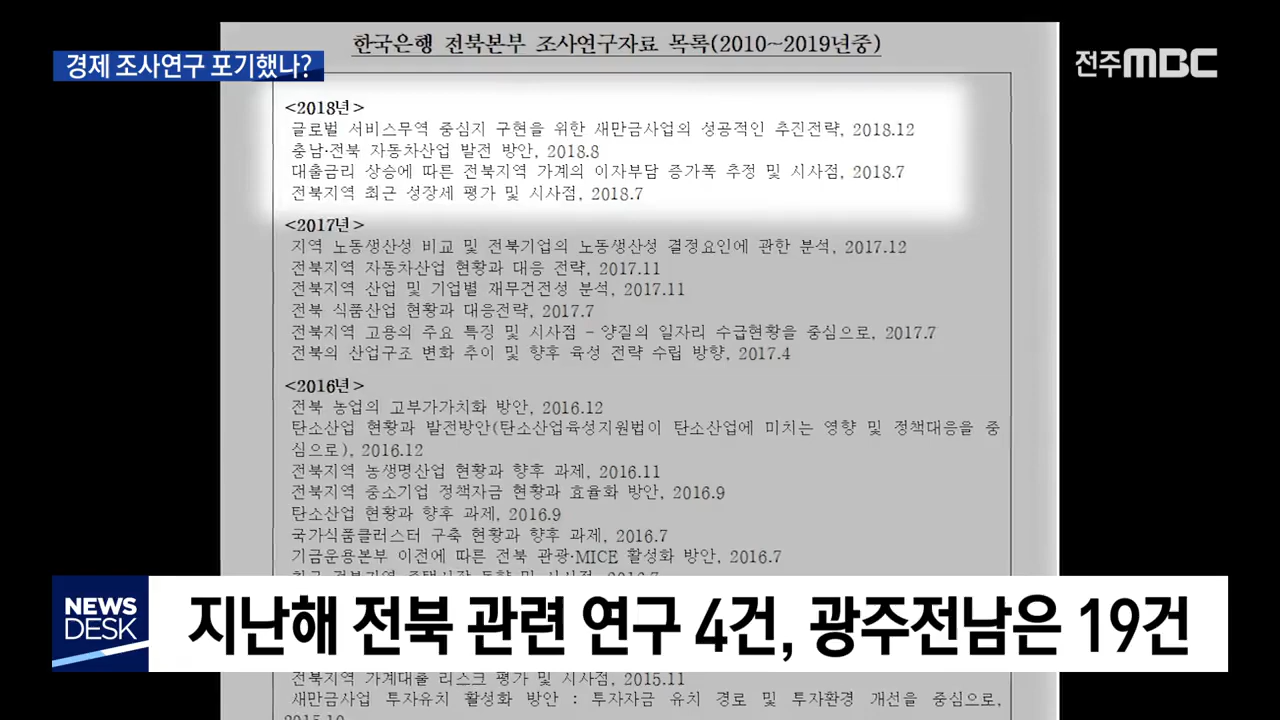 한국은행 전북본부 조사연구자료 목록(2010~2019년중)
경제 조사연구 포기했나?
전주MBC
<2018년>
글로벌 서비스무역 중심지 구현을 위한 새만금사업의 성공적인 추진전략, 2018.12
충남·전북 자동차산업 발전 방안, 2018.8
대출금리 상승에 따른 전북지역 가계의 이자부담 증가폭 추정 및 시사점, 2018.7
전북지역 최근 성장세 평가 및 시사점, 2018.7
<2017년>
지역 노동생산성 비교 및 전북기업의 노동생산성 결정요인에 관한 분석, 2017.12
전북지역 자동차산업 현황과 대응 전략, 2017.11
전북지역 산업 및 기업별 재무건전성 분석, 2017.11
전북 식품산업 현황과 대응전략, 2017.7
전북지역 고용의 주요 특징 및 시사점 - 양질의 일자리 수급현황을 중심으로, 2017.7
전북의 산업구조 변화 추이 및 향후 육성 전략 수립 방향, 2017.4
<2016년>
전북 농업의 고부가가치화 방안, 2016.12
탄소산업 현황과 발전방안(탄소산업육성지원법이 탄소산업에 미치는 영향 및 정책대응을 중
심으로), 2016.12
전북지역 농생명산업 현황과 향후 과제, 2016.11
전북지역 중소기업 정책자금 현황과 효율화 방안, 2016.9
탄소산업 현황과 향후 과제, 2016.9
국가식품클러스터 구축 현황과 향후 과제, 2016.7
기금운용본부 이전에 따른 전북 관광·MICE 활성화 방안, 2016.7
NEWS
DESK
지난해 전북 관련 연구 4건, 광주전남은 19건
전북지역 가계대출 리스크 평가 및 시사점, 2015.11
새만금사업 투자유치 활성화 방안 : 투자자금 유치 경로 및 투자환경 개선을 중심으로,